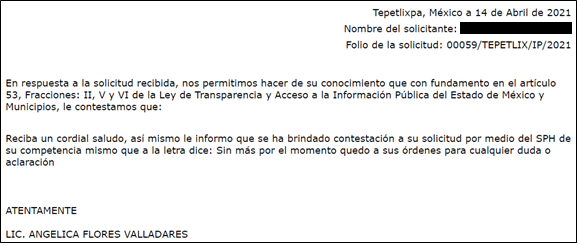 Tepetlixpa, México a 14 de Abril de 2021
Nombre del solicitante:
Folio de la solicitud: 00059/TEPETLIX/IP/2021
En respuesta a la solicitud recibida, nos permitimos hacer de su conocimiento que con fundamento en el artículo
53, Fracciones: II, V y VI de la Ley de Transparencia y Acceso a la Información Pública del Estado de México y
Municipios, le contestamos que:
Reciba un cordial saludo, así mismo le informo que se ha brindado contestación a su solicitud por medio del SPH de
su competencia mismo que a la letra dice: Sin más por el momento quedo a sus órdenes para cualquier duda o
aclaración
ATENTAMENTE
LIC. ANGELICA FLORES VALLADARES